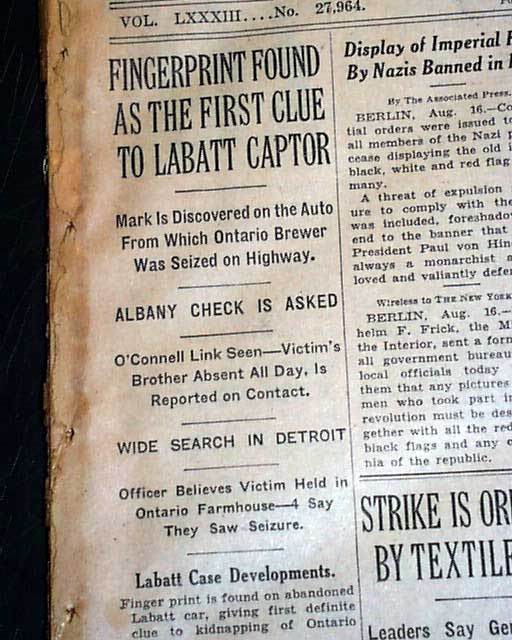 VOL. LXXXIII....No. 27,964.
FINGERPRINT FOUND
AS THE FIRST CLUE
TO LABATT CAPTOR
Mark Is Discovered on the Auto
From Which Ontario Brewer
Was Seized on Highway.
ALBANY CHECK IS ASKED
O'Connell Link Seen—Victim's
Brother Absent All Day, Is
Reported on Contact.
WIDE SEARCH IN DETROIT
Officer Believes Victim Held in
Ontario Farmhouse—4 Say
They Saw Seizure.
Labatt Case Developments.
Finger print is found on abandoned
Labatt car, giving first definite
clue to kidnapping of Ontario
Display of Imperial
By Nazis Banned in
By The Associated Press.
BERLIN, Aug. 16.—Co
tial orders were issued to
all members of the Nazi
cease displaying the old
black, white and red flag
many.
A threat of expulsion
ure to comply with the
was included, foreshado
end to the banner that
President Paul von Hin
always a monarchist
loved and valiantly defe
Wireless to THE NEW YORK
BERLIN, Aug. 16.—
helm F. Frick, the M
the Interior, sent a form
all government bureau
local officials today
them that any pictures
men who took part in
revolution must be des
gether with all the red
black flags and any
nia of the republic.
STRIKE IS OR
BY TEXTILE
Leaders Say Ge